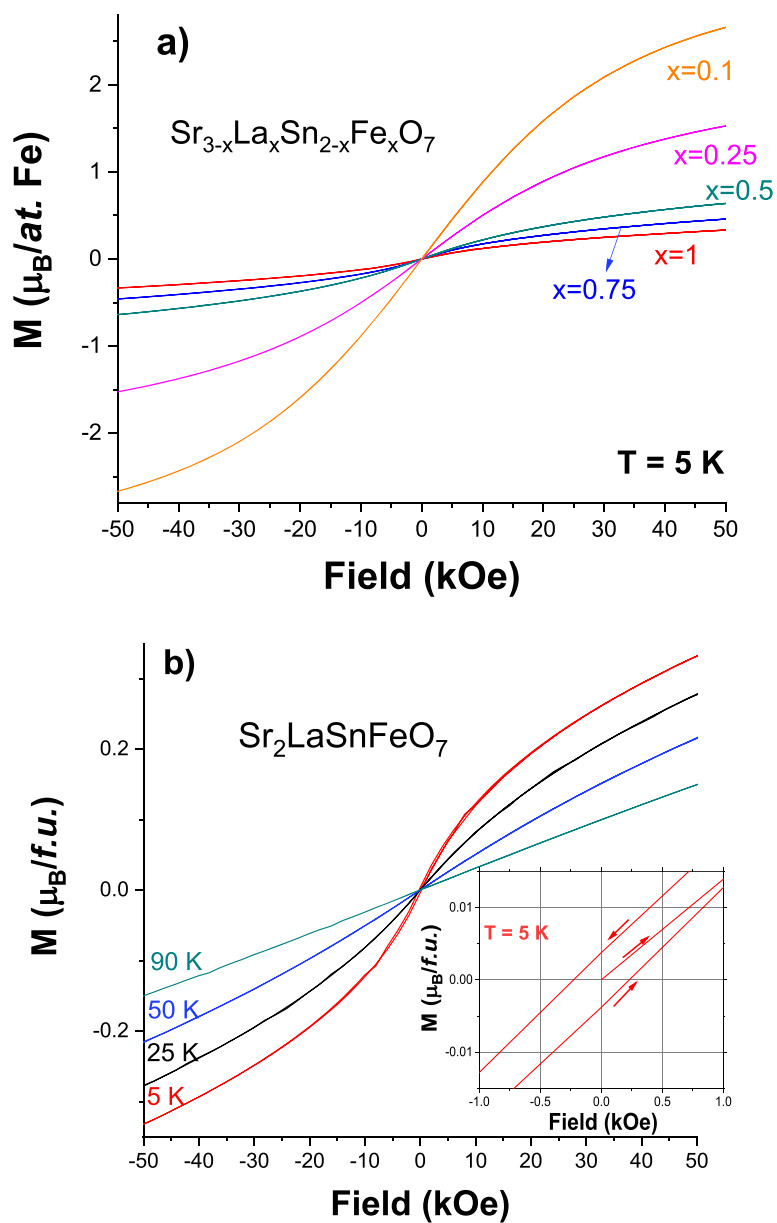 a)
Sr3-xLaxSn2-xFexO7
x=0.1
x=0.25
x=0.5
x=0.75
x=1
T = 5 K
M (μB/at. Fe)
2
1
0
-1
-2
-50 -40 -30 -20 -10 0 10 20 30 40 50
Field (kOe)
b)
Sr2LaSnFeO7
M (μB/f.u.)
0.2
0.0
-0.2
90 K
50 K
25 K
5 K
T = 5 K
M (μB/f.u.)
0.01
0.00
-0.01
-1.0 -0.5 0.0 0.5 1.0
Field (kOe)
-50 -40 -30 -20 -10 0 10 20 30 40 50
Field (kOe)